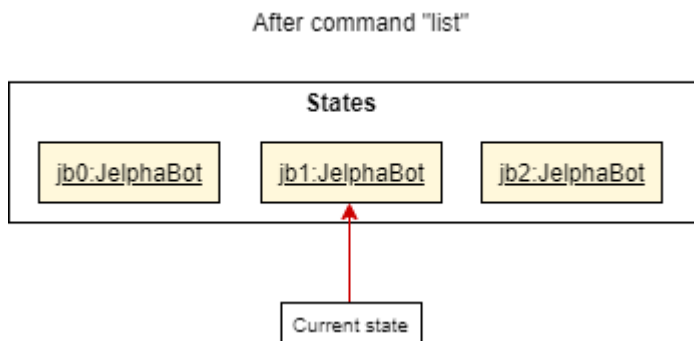 After command "list"
States
jb0:JelphaBot
jb1:JelphaBot
jb2:JelphaBot
Current state